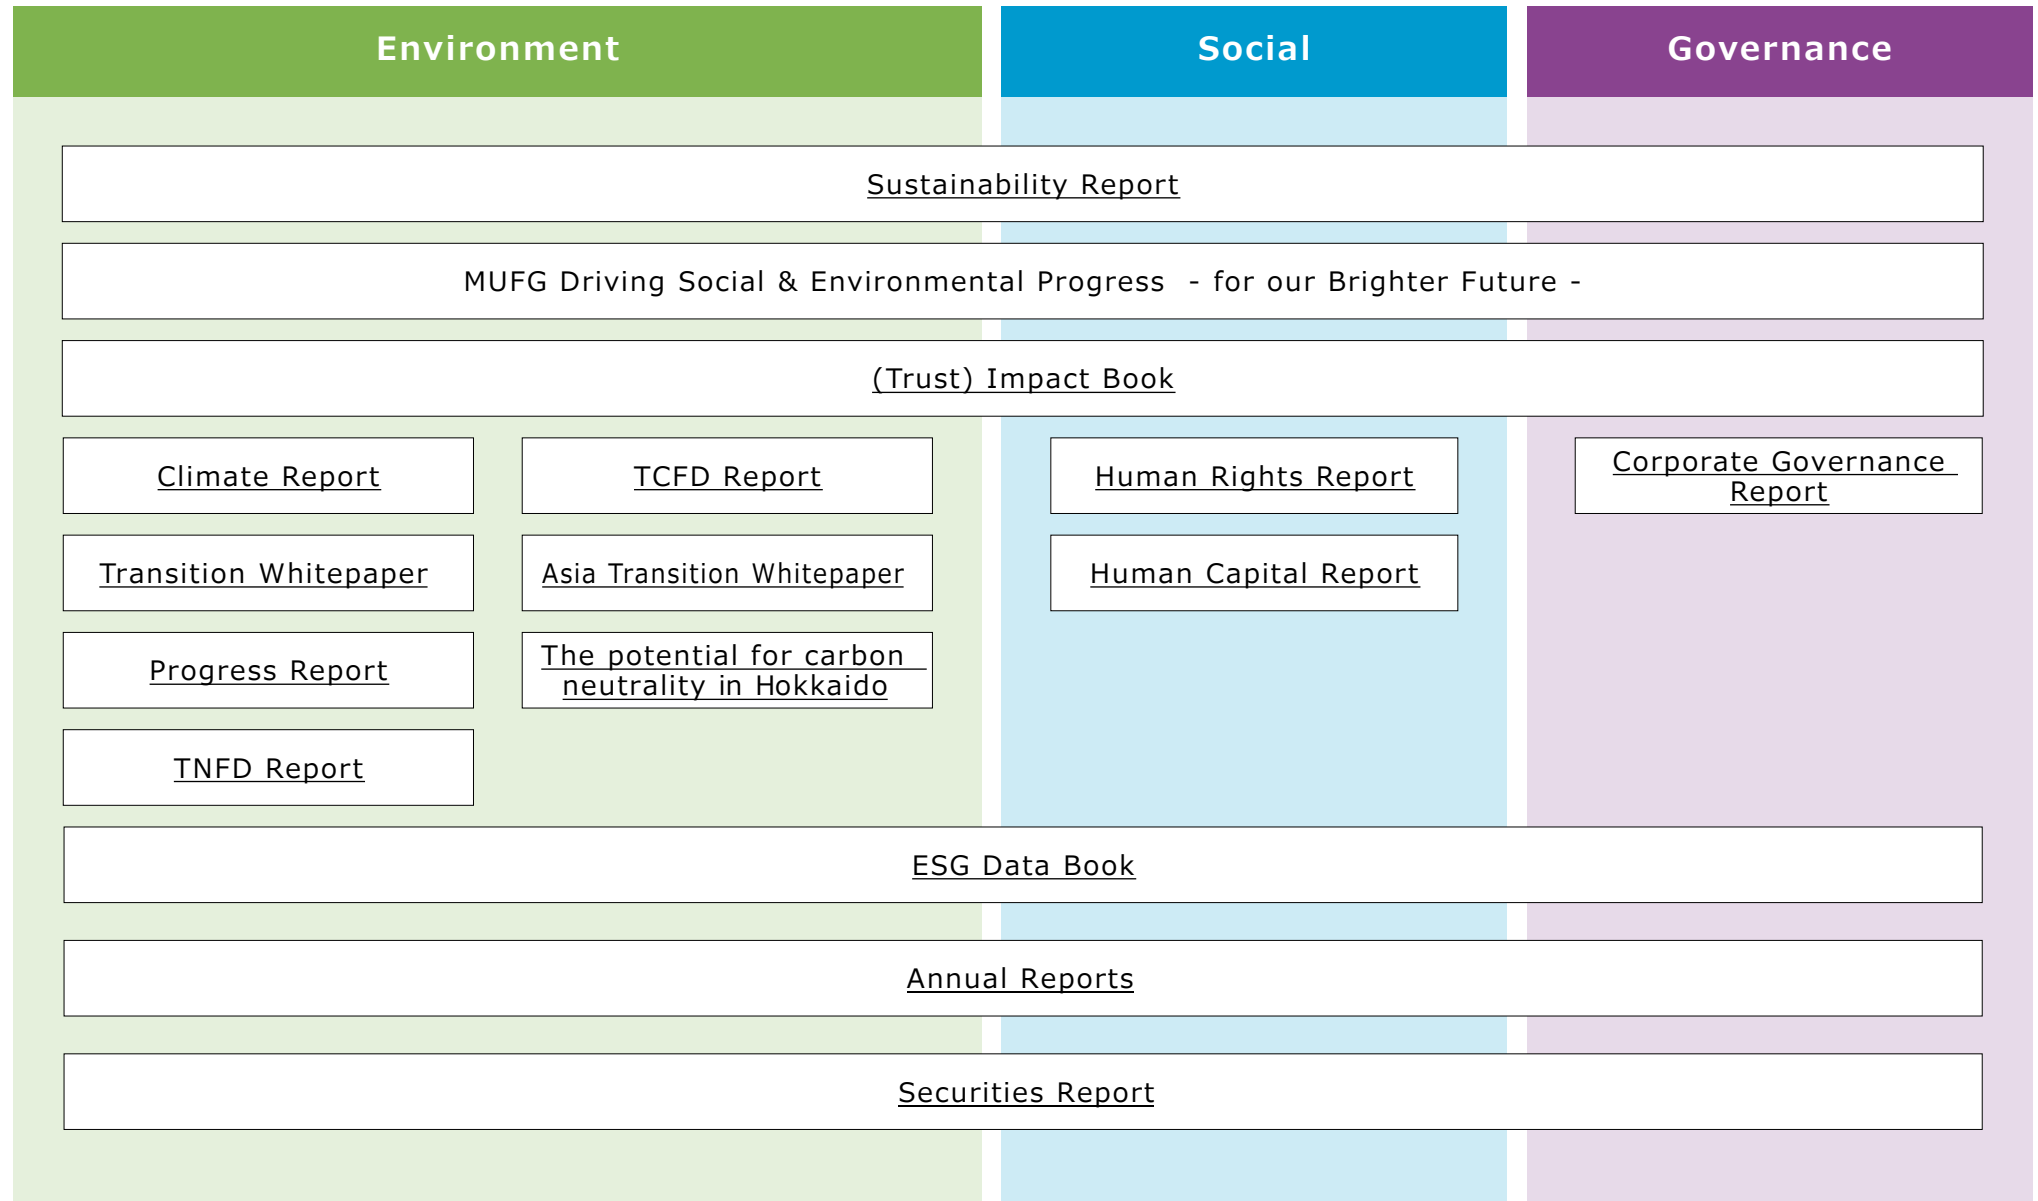 Environment
Social
Governance
Sustainability Report
MUFG Driving Social & Environmental Progress - for our Brighter Future -
(Trust) Impact Book
Climate Report
TCFD Report
Human Rights Report
Corporate Governance
Report
Transition Whitepaper
Asia Transition Whitepaper
Human Capital Report
Progress Report
The potential for carbon
neutrality in Hokkaido
TNFD Report
ESG Data Book
Annual Reports
Securities Report